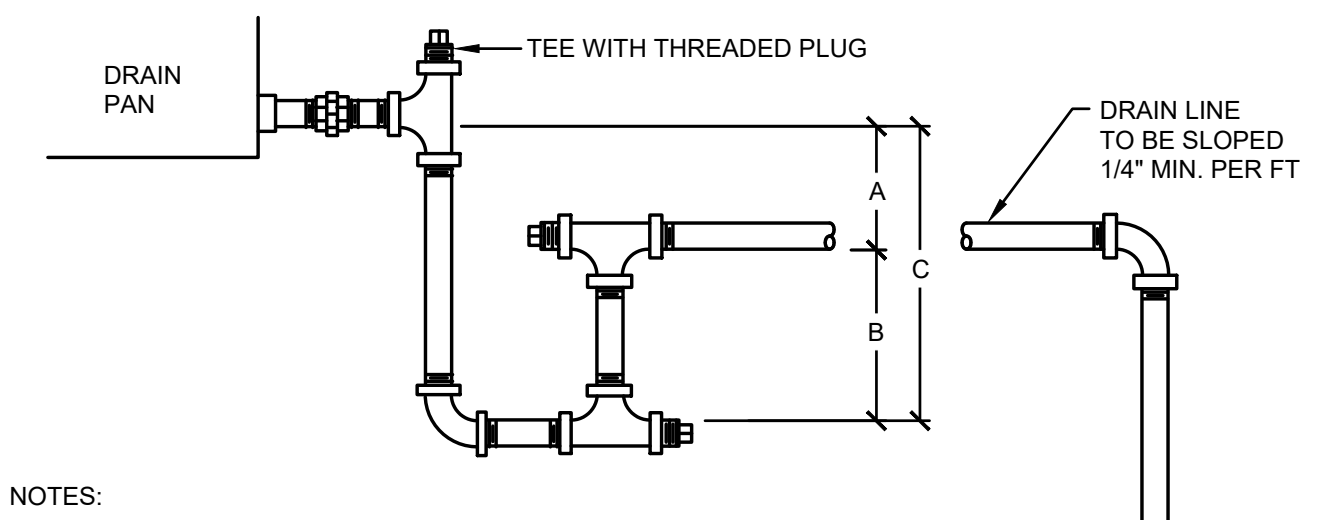 TEE WITH THREADED PLUG
DRAIN
PAN
DRAIN LINE
TO BE SLOPED
1/4" MIN. PER FT
A
C
B
NOTES: